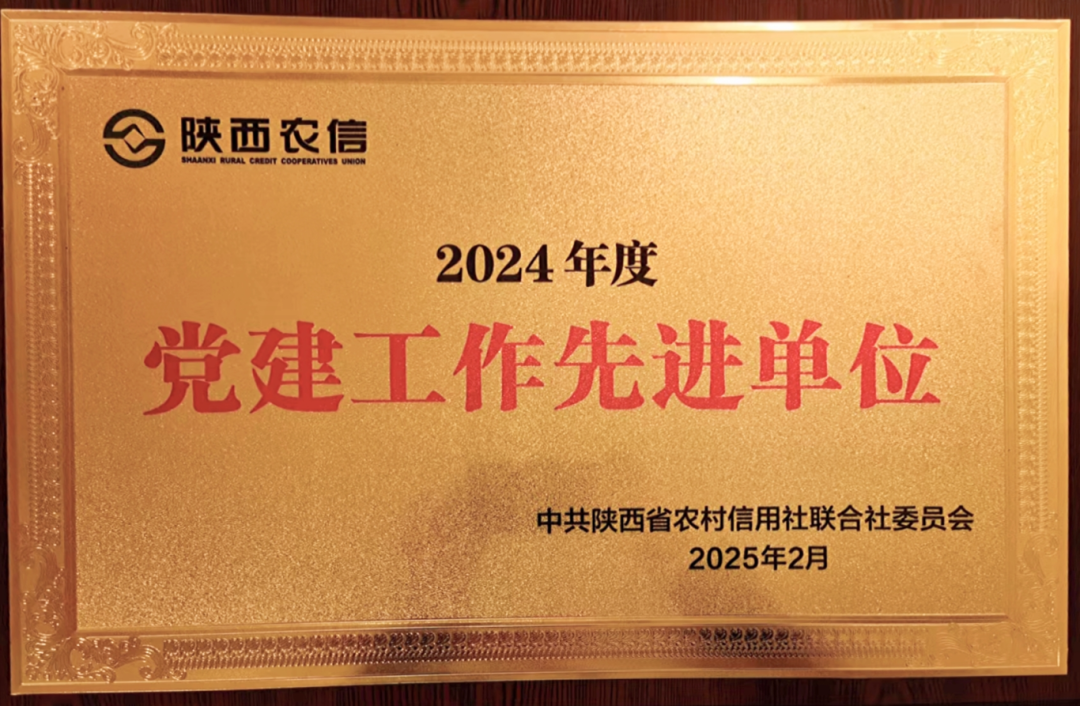 陕西农信
SHAANXI RURAL CREDIT COOPERATIVES UNION
2024年度
党建工作先进单位
中共陕西省农村信用社联合社委员会
2025年2月